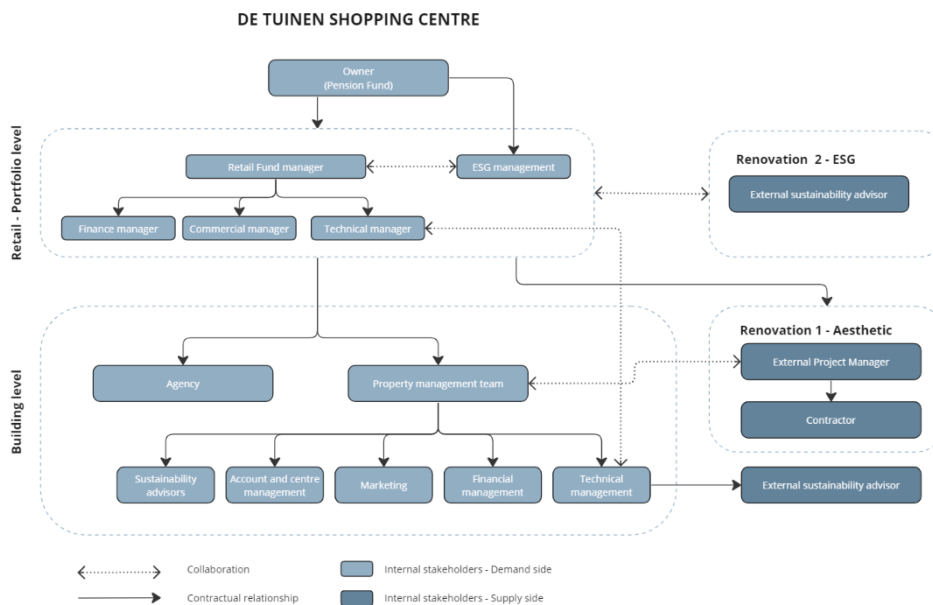 DE TUINEN SHOPPING CENTRE
Owner
(Pension Fund)
Retail - Portfolio level
Retail Fund manager
ESG management
Finance manager
Commercial manager
Technical manager
Renovation 2 - ESG
External sustainability advisor
Building level
Agency
Property management team
Renovation 1 - Aesthetic
External Project Manager
Contractor
Sustainability
advisors
Account and centre
management
Marketing
Financial
management
Technical
management
External sustainability advisor
Collaboration
Internal stakeholders - Demand side
Contractual relationship
Internal stakeholders - Supply side